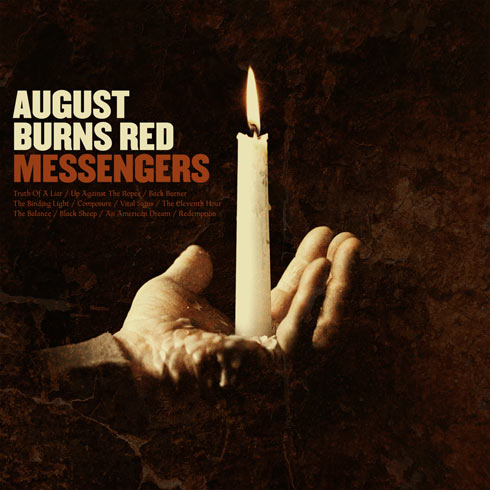 AUGUST
BURNS RED
MESSENGERS
Truth Of A Liar / Up Against The Ropes / Back Burner
The Blinding Light / Composure / Vital Signs / The Eleventh Hour
The Balance / Black Sheep / An American Dream / Redemption